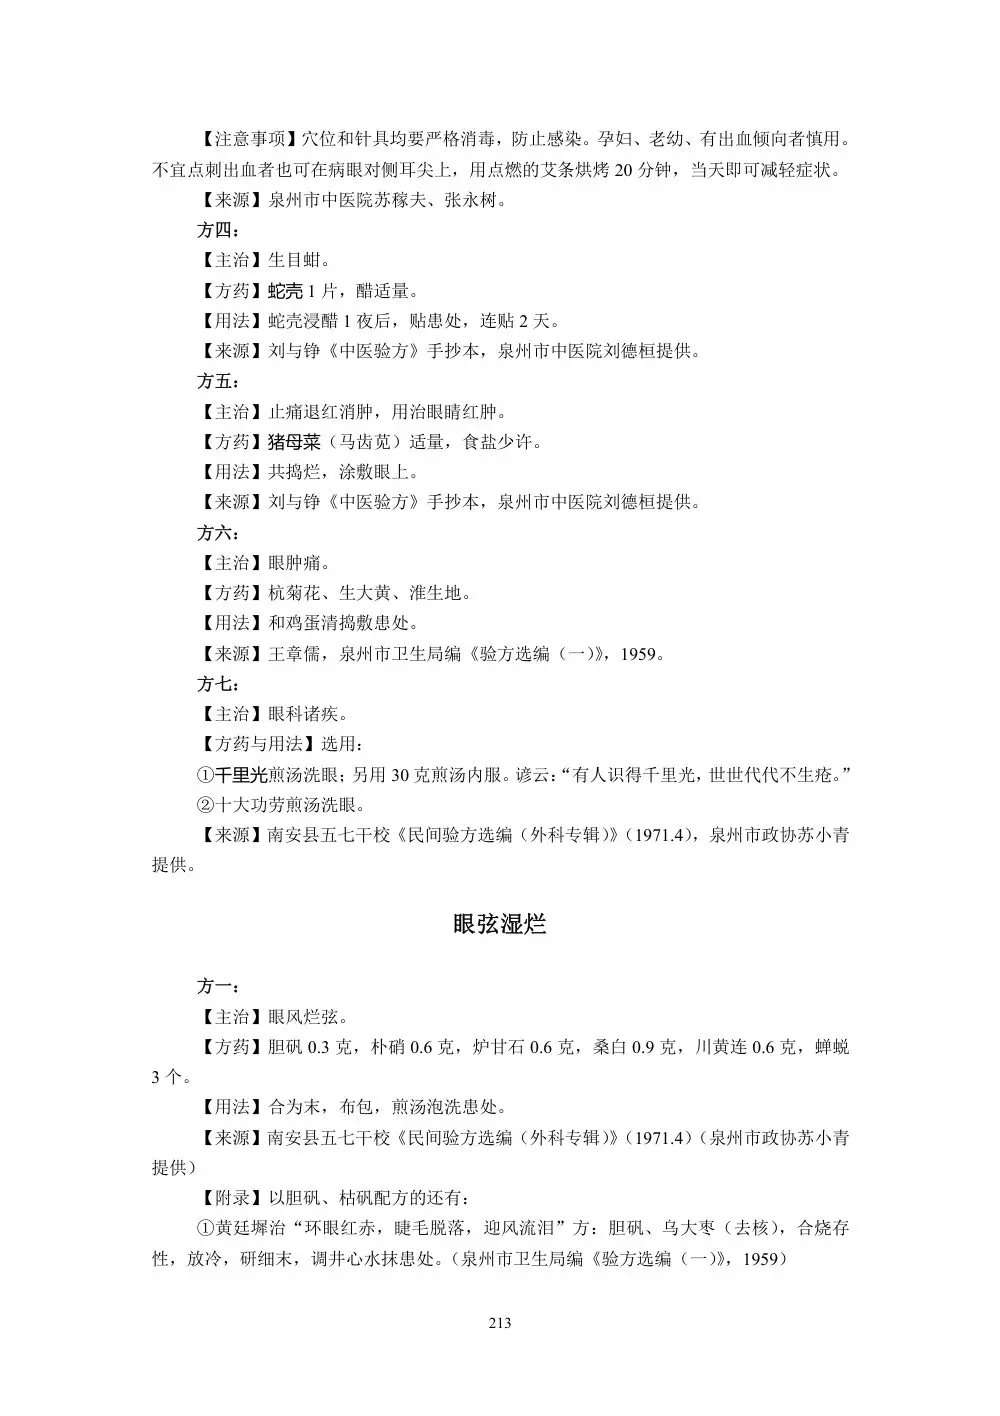 【注意事项】穴位和针具均要严格消毒，防止感染。孕妇、老幼、有出血倾向者慎用。
不宜点刺出血者也可在病眼对侧耳尖上，用点燃的艾条烘烤 20 分钟，当天即可减轻症状。
【来源】泉州市中医院苏稼夫、张永树。
方四：
【主治】生目蚶。
【方药】蛇壳 1 片，醋适量。
【用法】蛇壳浸醋 1 夜后，贴患处，连贴 2 天。
【来源】刘与铮《中医验方》手抄本，泉州市中医院刘德桓提供。
方五：
【主治】止痛退红消肿，用治眼睛红肿。
【方药】猪母菜（马齿苋）适量，食盐少许。
【用法】共捣烂，涂敷眼上。
【来源】刘与铮《中医验方》手抄本，泉州市中医院刘德桓提供。
方六：
【主治】眼肿痛。
【方药】杭菊花、生大黄、淮生地。
【用法】和鸡蛋清捣敷患处。
【来源】王章儒，泉州市卫生局编《验方选编（一）》，1959。
方七：
【主治】眼科诸疾。
【方药与用法】选用：
①千里光煎汤洗眼；另用 30 克煎汤内服。谚云：“有人识得千里光，世世代代不生疮。”
②十大功劳煎汤洗眼。
【来源】南安县五七干校《民间验方选编（外科专辑）》（1971.4），泉州市政协苏小青
提供。
眼弦湿烂
方一：
【主治】眼风烂弦。
【方药】胆矾 0.3 克，朴硝 0.6 克，炉甘石 0.6 克，桑白 0.9 克，川黄连 0.6 克，蝉蜕
3 个。
【用法】合为末，布包，煎汤泡洗患处。
【来源】南安县五七干校《民间验方选编（外科专辑）》（1971.4）（泉州市政协苏小青
提供）
【附录】以胆矾、枯矾配方的还有：
①黄廷墀治“环眼红赤，睫毛脱落，迎风流泪”方：胆矾、乌大枣（去核），合烧存
性，放冷，研细末，调井心水抹患处。（泉州市卫生局编《验方选编（一）》，1959）
213